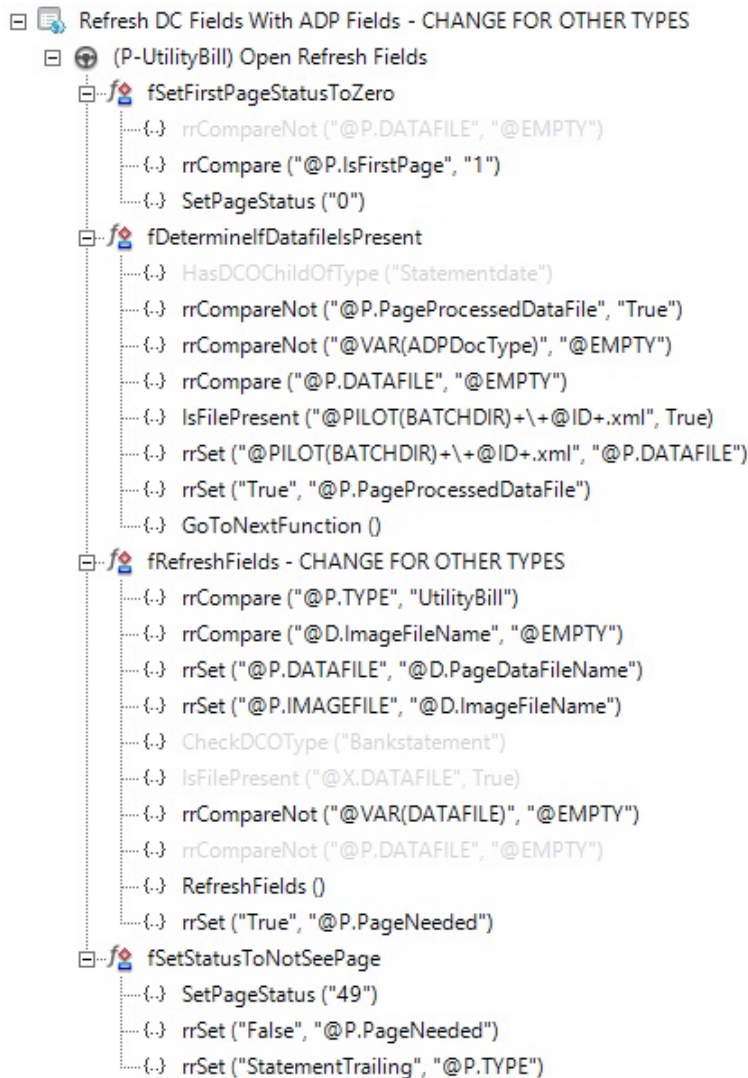 Refresh DC Fields With ADP Fields - CHANGE FOR OTHER TYPES
(P-UtilityBill) Open Refresh Fields
fSetFirstPageStatusToZero
rrCompareNot ("@P.DATAFILE", "@EMPTY")
rrCompare ("@P.IsFirstPage", "1")
SetPageStatus ("0")
fDetermineIfDatafileIsPresent
HasDCOChildOfType ("Statementdate")
rrCompareNot ("@P.PageProcessedDataFile", "True")
rrCompareNot ("@VAR(ADPDocType)", "@EMPTY")
rrCompare ("@P.DATAFILE", "@EMPTY")
IsFilePresent ("@PILOT(BATCHDIR)+\+@ID+.xml", True)
rrSet ("@PILOT(BATCHDIR)+\+@ID+.xml", "@P.DATAFILE")
rrSet ("True", "@P.PageProcessedDataFile")
GoToNextFunction ()
fRefreshFields - CHANGE FOR OTHER TYPES
rrCompare ("@P.TYPE", "UtilityBill")
rrCompare ("@D.ImageFileName", "@EMPTY")
rrSet ("@P.DATAFILE", "@D.PageDataFileName")
rrSet ("@P.IMAGEFILE", "@D.ImageFileName")
CheckDCOType ("Bankstatement")
IsFilePresent ("@X.DATAFILE", True)
rrCompareNot ("@VAR(DATAFILE)", "@EMPTY")
rrCompareNot ("@P.DATAFILE", "@EMPTY")
RefreshFields ()
rrSet ("True", "@P.PageNeeded")
fSetStatusToNotSeePage
SetPageStatus ("49")
rrSet ("False", "@P.PageNeeded")
rrSet ("StatementTrailing", "@P.TYPE")